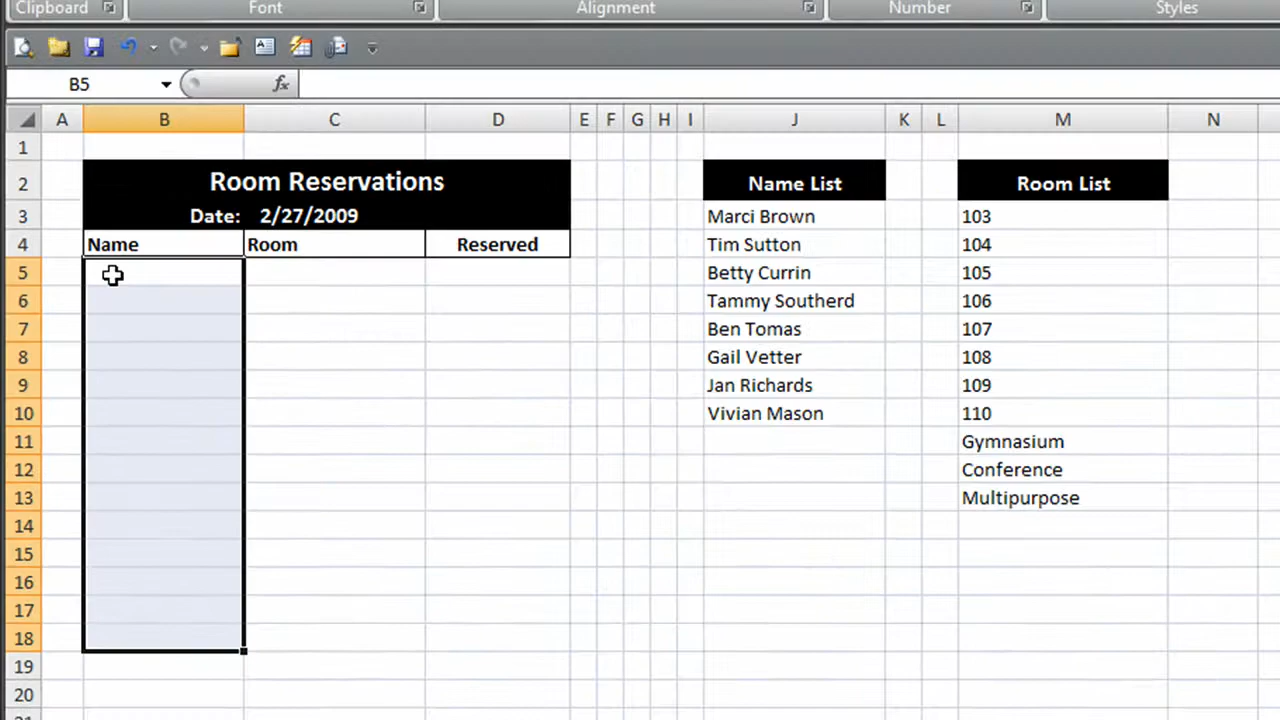 Clipboard Font Alignment Number Styles
B5 fx
A B C D E F G H I J K L M N
1
2 Room Reservations Name List Room List
3 Date: 2/27/2009 Marci Brown 103
4 Name Room Reserved Tim Sutton 104
5 Betty Currin 105
6 Tammy Southerd 106
7 Ben Tomas 107
8 Gail Vetter 108
9 Jan Richards 109
10 Vivian Mason 110
11 Gymnasium
12 Conference
13 Multipurpose
14
15
16
17
18
19
20
21